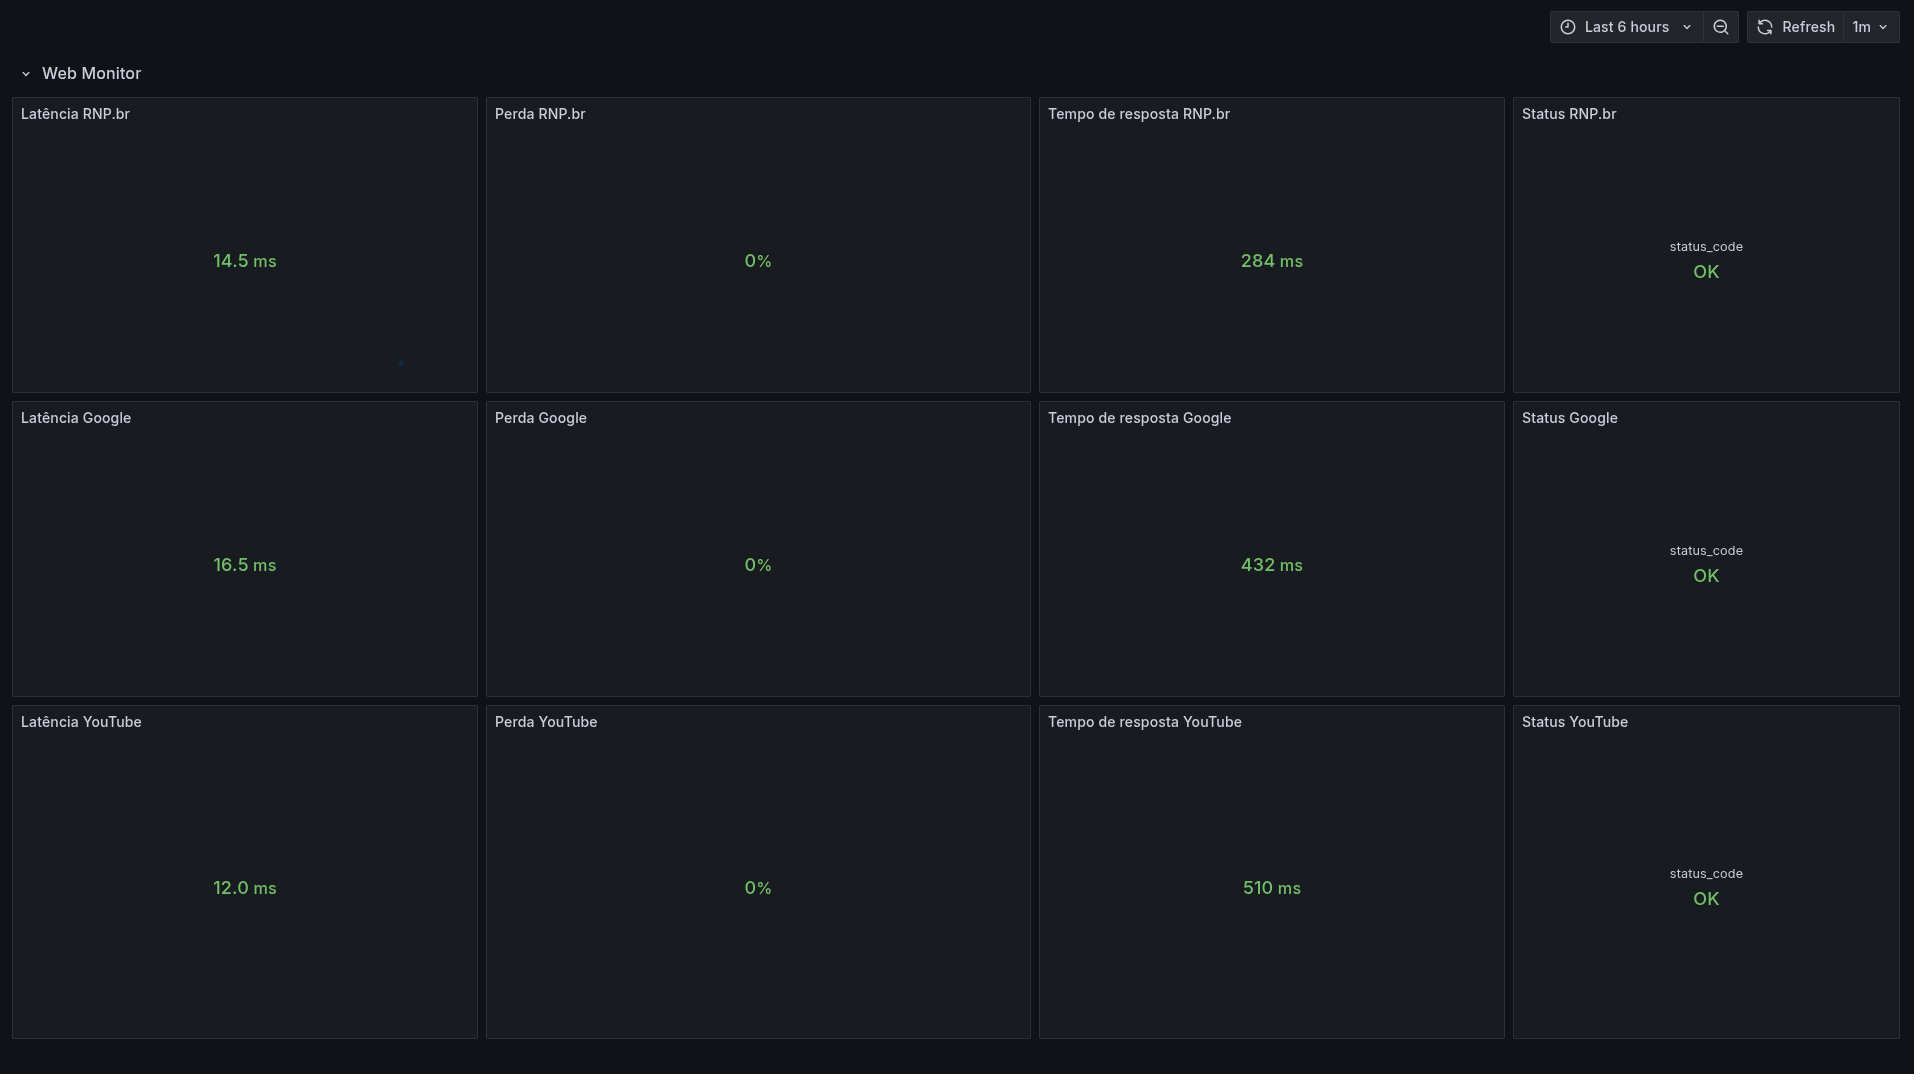 Last 6 hours
Refresh
1m
Web Monitor
Latência RNP.br
Perda RNP.br
Tempo de resposta RNP.br
Status RNP.br
14.5 ms
0%
284 ms
status_code
OK
Latência Google
Perda Google
Tempo de resposta Google
Status Google
16.5 ms
0%
432 ms
status_code
OK
Latência YouTube
Perda YouTube
Tempo de resposta YouTube
Status YouTube
12.0 ms
0%
510 ms
status_code
OK